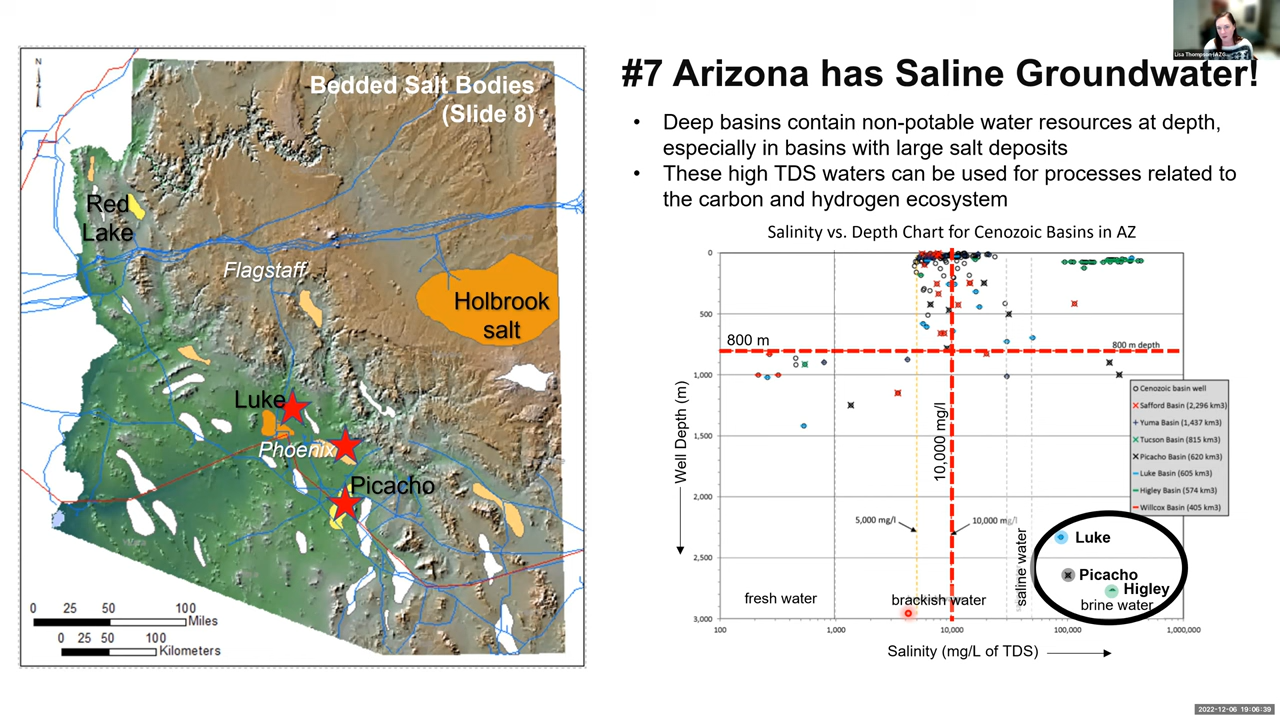 Lisa Thompson-IAZG
#7 Arizona has Saline Groundwater!
• Deep basins contain non-potable water resources at depth,
especially in basins with large salt deposits
• These high TDS waters can be used for processes related to
the carbon and hydrogen ecosystem
N
Bedded Salt Bodies
(Slide 8)
Red
Lake
Flagstaff
Holbrook
salt
Luke
Phoenix
Picacho
0 25 50 100
Miles
0 25 50 100
Kilometers
Salinity vs. Depth Chart for Cenozoic Basins in AZ
0
500
1,000
1,500
2,000
2,500
3,000
Well Depth (m)
800 m
800 m depth
10,000 mg/l
5,000 mg/l
10,000 mg/l
saline water
fresh water
brackish water
Luke
Picacho
Higley
brine water
Cenozoic basin well
Safford Basin (2,296 km3)
Yuma Basin (1,437 km3)
Tucson Basin (815 km3)
Picacho Basin (620 km3)
Luke Basin (605 km3)
Higley Basin (574 km3)
Willcox Basin (405 km3)
100 1,000 10,000 100,000 1,000,000
Salinity (mg/L of TDS)
2022-12-06 19:06:39